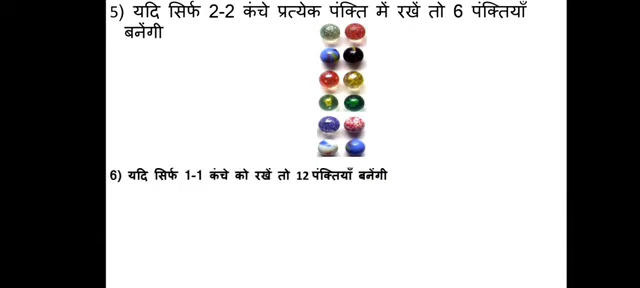 5) यदि सिर्फ 2-2 कंचे प्रत्येक पंक्ति में रखें तो 6 पंक्तियाँ
बनेंगी
6) यदि सिर्फ 1-1 कंचे को रखें तो 12 पंक्तियाँ बनेंगी